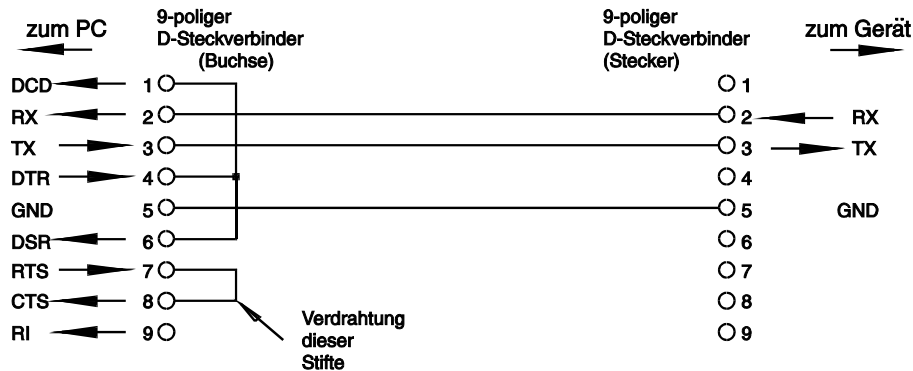 zum PC
9-poliger
D-Steckverbinder
(Buchse)
9-poliger
D-Steckverbinder
(Stecker)
zum Gerät
DCD 1 1
RX 2 2 RX
TX 3 3 TX
DTR 4 4
GND 5 5 GND
DSR 6 6
RTS 7 7
CTS 8 8
RI 9 9
Verdrahtung
dieser
Stifte